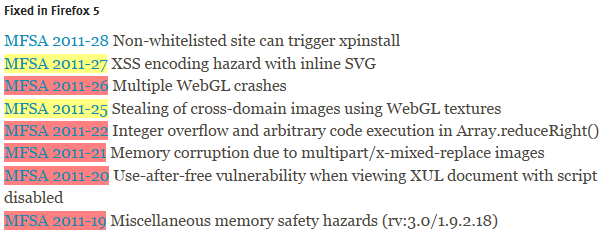 Fixed in Firefox 5
MFSA 2011-28 Non-whitelisted site can trigger xpinstall
MFSA 2011-27 XSS encoding hazard with inline SVG
MFSA 2011-26 Multiple WebGL crashes
MFSA 2011-25 Stealing of cross-domain images using WebGL textures
MFSA 2011-22 Integer overflow and arbitrary code execution in Array.reduceRight()
MFSA 2011-21 Memory corruption due to multipart/x-mixed-replace images
MFSA 2011-20 Use-after-free vulnerability when viewing XUL document with script
disabled
MFSA 2011-19 Miscellaneous memory safety hazards (rv:3.0/1.9.2.18)